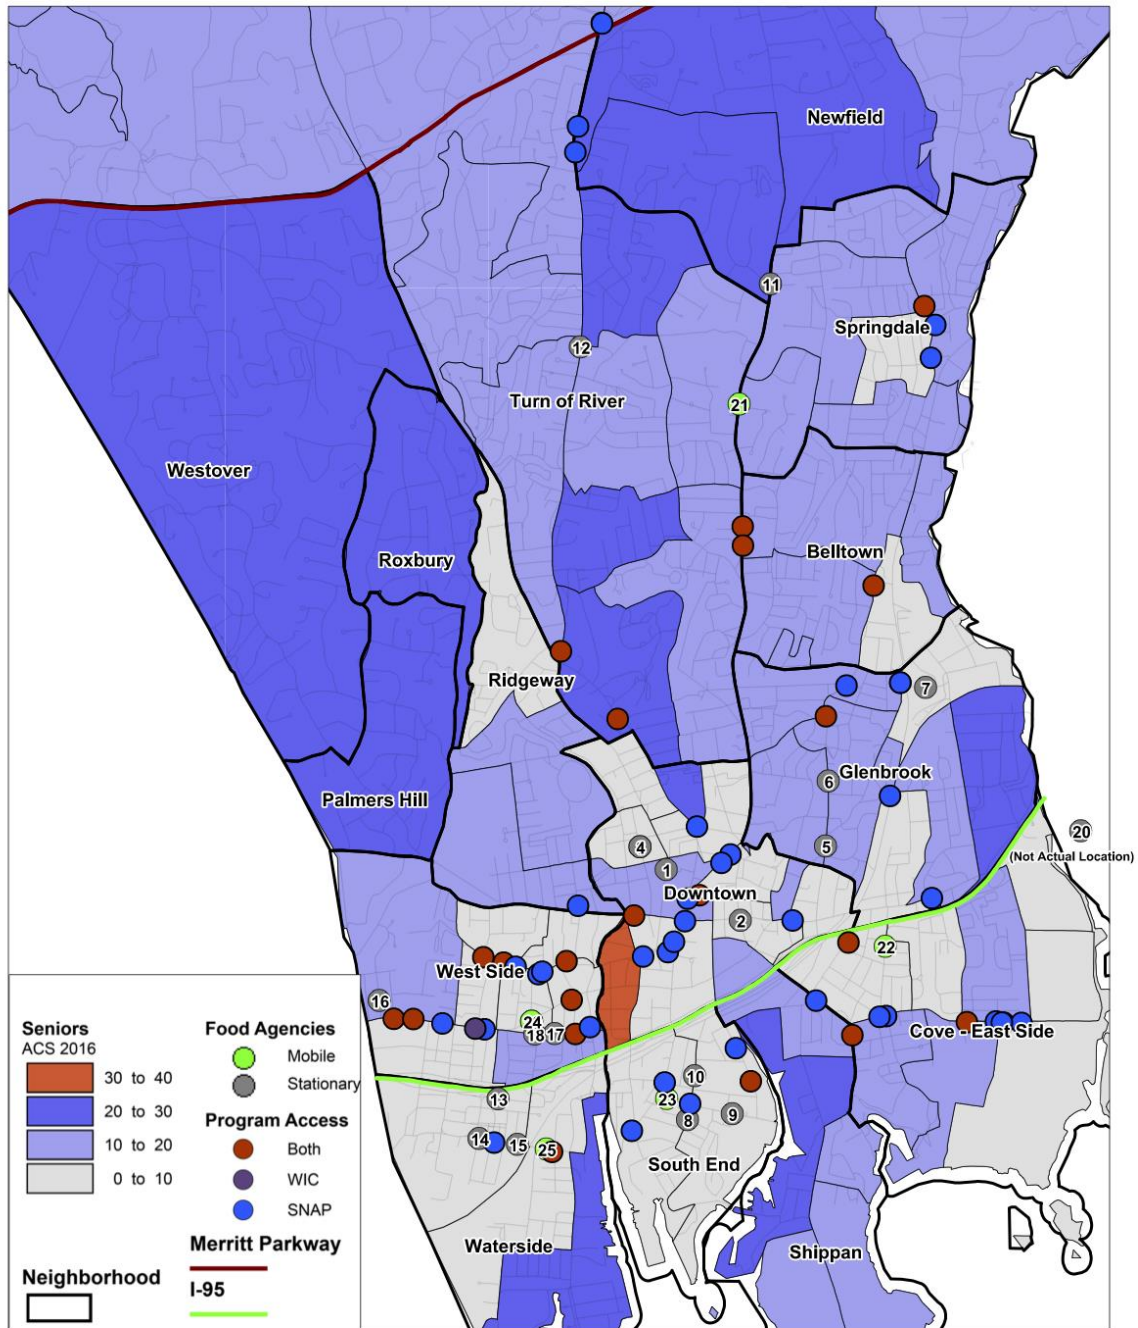 Newfield
11
Springdale
12
Turn of River
21
Westover
Roxbury
Belltown
Ridgeway
7
Glenbrook
6
Palmers Hill
20
(Not Actual Location)
4
5
1
Downtown
2
22
West Side
16
24
18 17
Cove - East Side
10
13
23
9
8
14
15
25
South End
Waterside
Shippan
Seniors
ACS 2016
30 to 40
20 to 30
10 to 20
0 to 10
Neighborhood
Food Agencies
Mobile
Stationary
Program Access
Both
WIC
SNAP
Merritt Parkway
I-95